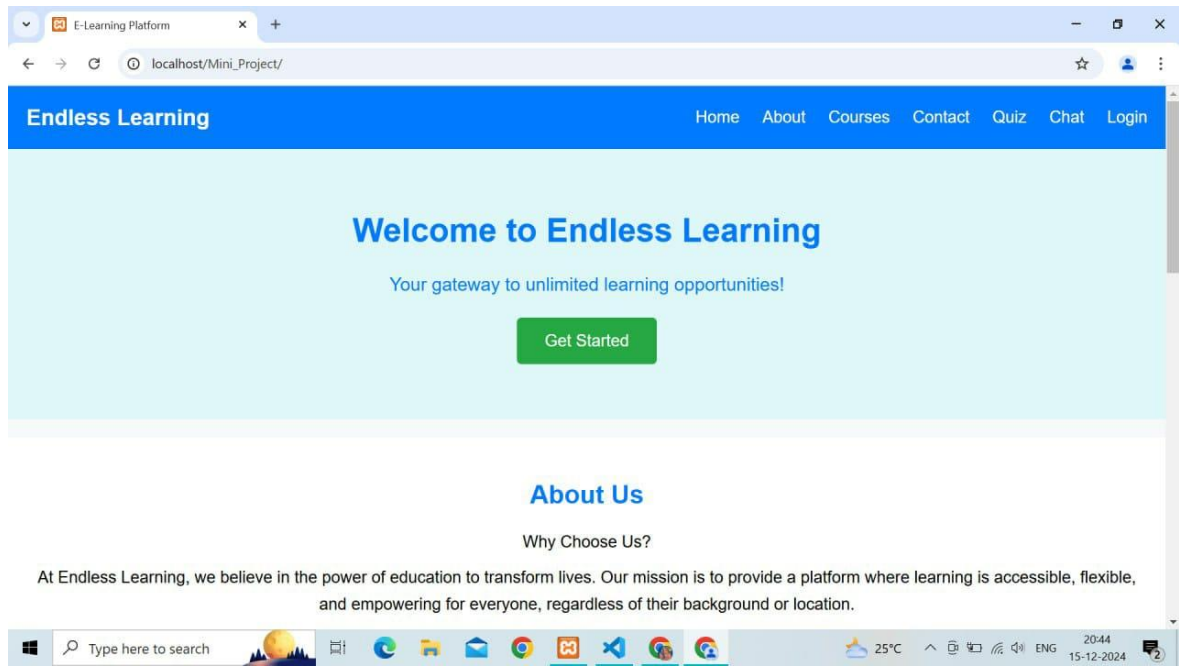 E-Learning Platform
localhost/Mini_Project/
Endless Learning
Home About Courses Contact Quiz Chat Login
Welcome to Endless Learning
Your gateway to unlimited learning opportunities!
Get Started
About Us
Why Choose Us?
At Endless Learning, we believe in the power of education to transform lives. Our mission is to provide a platform where learning is accessible, flexible,
and empowering for everyone, regardless of their background or location.
Type here to search
25°C
ENG
20:44
15-12-2024
2